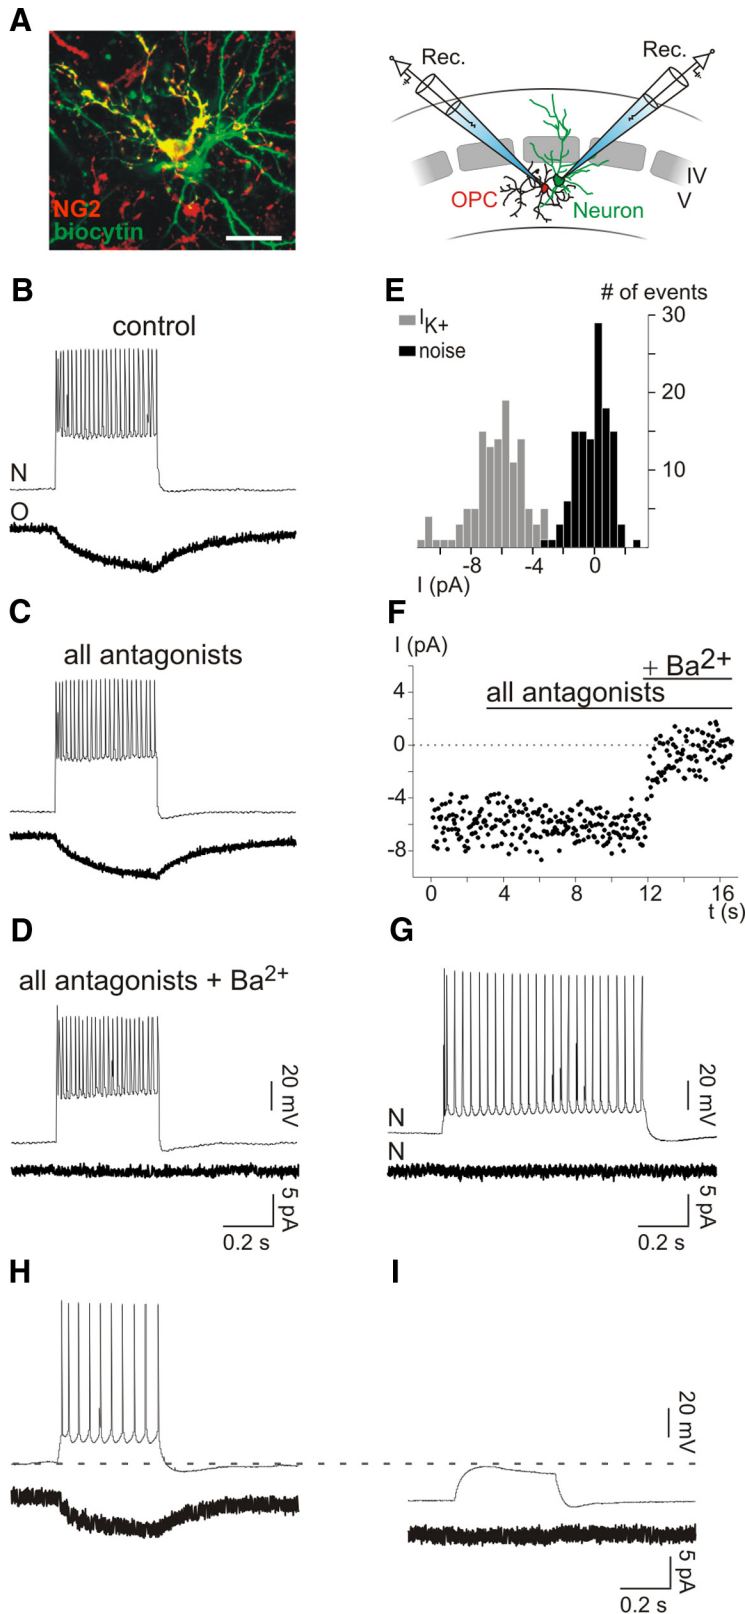 A
NG2
biocytin
Rec.
Rec.
IV
V
OPC
Neuron
B
control
N
O
C
all antagonists
D
all antagonists + Ba2+
20 mV
5 pA
0.2 s
E
# of events
IK+
noise
30
20
10
-8
-4
0
I (pA)
F
I (pA)
+ Ba2+
all antagonists
4
0
-4
-8
0
4
8
12
16
t (s)
G
N
N
20 mV
5 pA
0.2 s
H
I
20 mV
5 pA
0.2 s